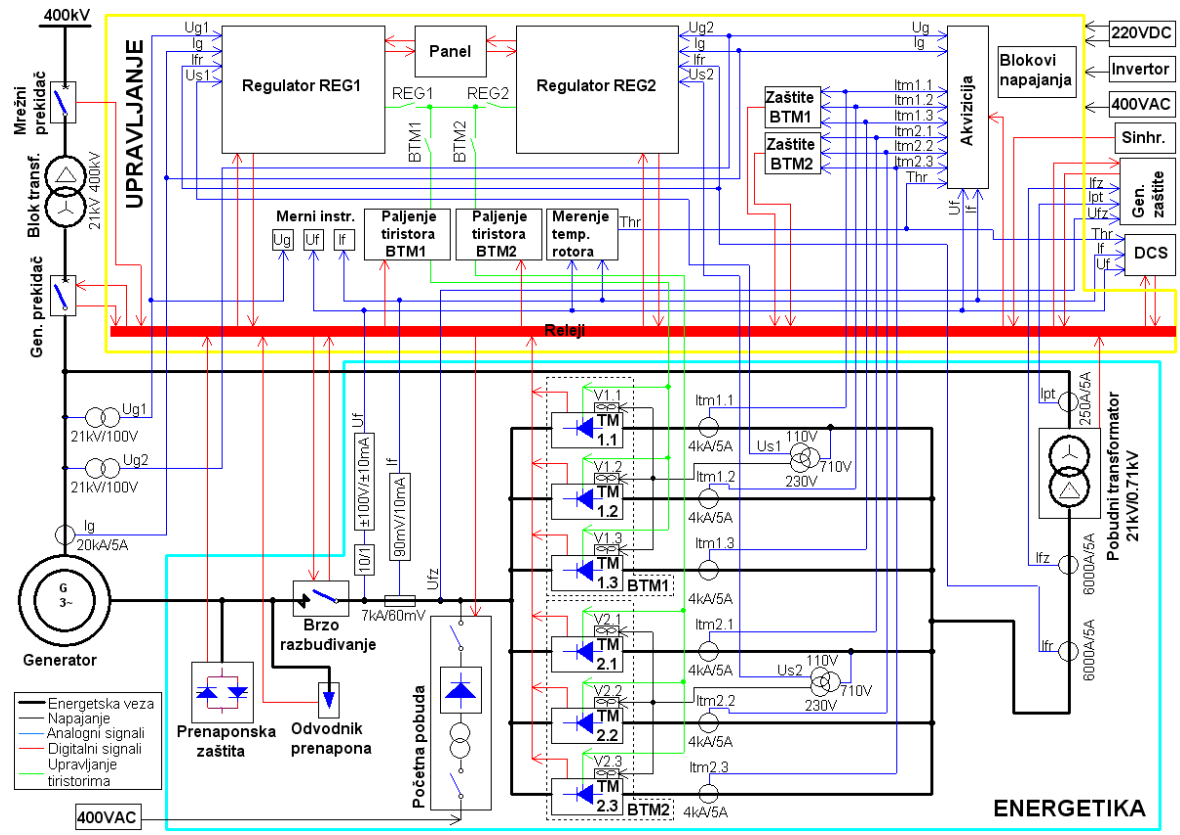 400kV
UPRAVLJANJE
Mrežni prekidač
Blok transf.
21kV 400kV
Gen. prekidač
Ug1
Ig
Ifr
Us1
Regulator REG1
Panel
Regulator REG2
REG1
REG2
BTM1
BTM2
Ug2
Ig
Ifr
Us2
Ug
Ig
Itm1.1
Itm1.2
Itm1.3
Itm2.1
Itm2.2
Itm2.3
Thr
Uf
If
Akvizicija
Zaštite
BTM1
Zaštite
BTM2
Blokovi
napajanja
220VDC
Invertor
400VAC
Sinhr.
Ifz
Ipt
Ufz
Gen.
zaštite
Thr
If
Uf
DCS
Merni instr.
Ug
Uf
If
Paljenje
tiristora
BTM1
Paljenje
tiristora
BTM2
Merenje
temp.
rotora
Thr
Releji
Ug1
21kV/100V
Ug2
21kV/100V
Ig
20kA/5A
G
3~
Generator
Uf
±100V/±10mA
10/1
If
90mV/10mA
Ufz
7kA/60mV
Brzo
razbuđivanje
Prenaponska
zaštita
Odvodnik
prenapona
Početna pobuda
400VAC
V1.1
TM
1.1
V1.2
TM
1.2
V1.3
TM
1.3
BTM1
V2.1
TM
2.1
V2.2
TM
2.2
V2.3
TM
2.3
BTM2
Itm1.1
4kA/5A
Itm1.2
4kA/5A
Itm1.3
4kA/5A
Itm2.1
4kA/5A
Itm2.2
4kA/5A
Itm2.3
4kA/5A
Us1
110V
710V
230V
Us2
110V
710V
230V
Ipt
250A/5A
Pobudni transformator
21kV/0.71kV
Ifz
6000A/5A
Ifr
6000A/5A
Energetska veza
Napajanje
Analogni signali
Digitalni signali
Upravljanje
tiristorima
ENERGETIKA